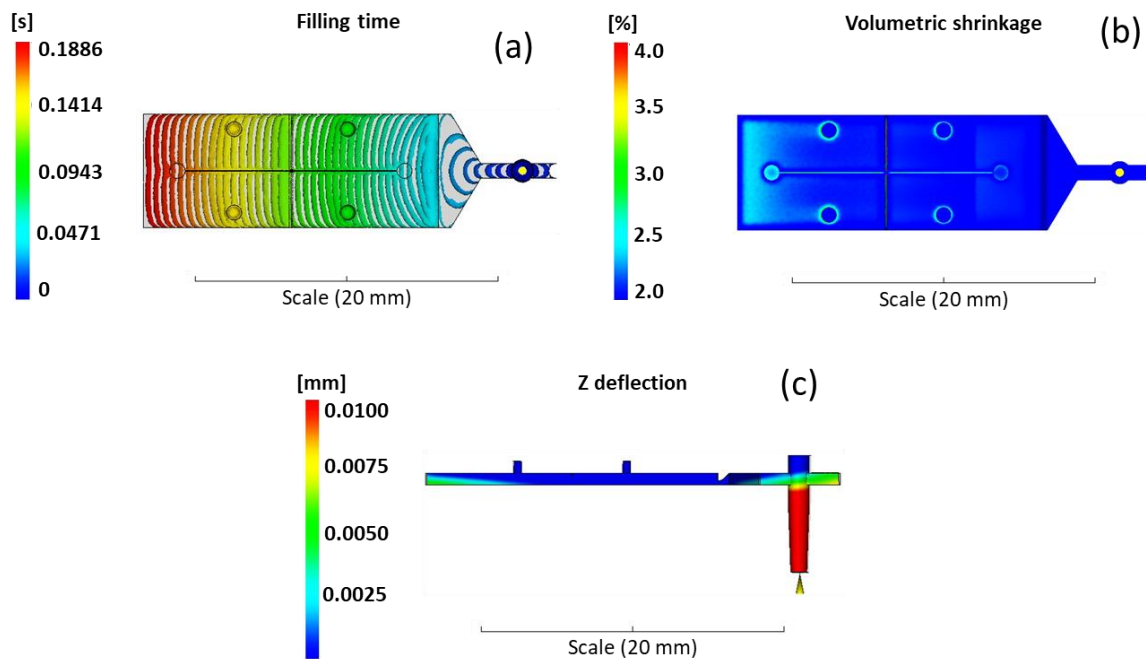 [s]
Filling time
(a)
0.1886
0.1414
0.0943
0.0471
0
Scale (20 mm)
[%]
Volumetric shrinkage
(b)
4.0
3.5
3.0
2.5
2.0
Scale (20 mm)
[mm]
Z deflection
(c)
0.0100
0.0075
0.0050
0.0025
Scale (20 mm)